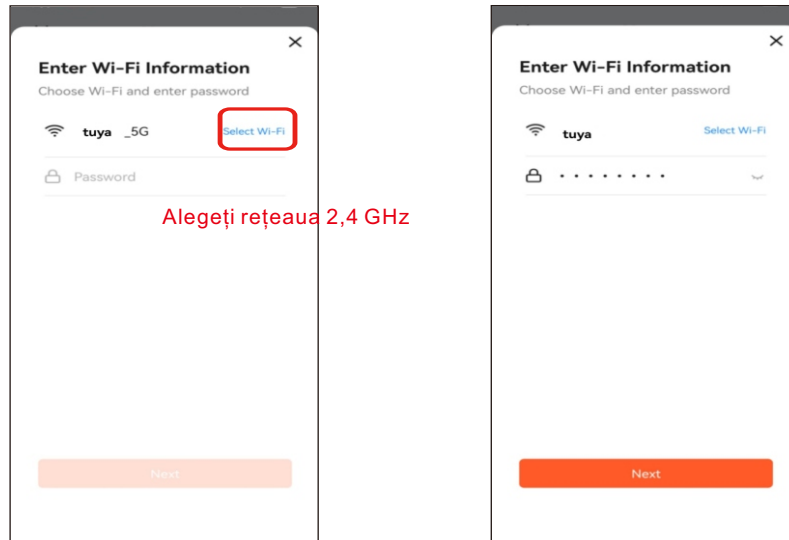 Enter Wi-Fi Information
Choose Wi-Fi and enter password
tuya _5G Select Wi-Fi
Password
Alegeți rețeaua 2,4 GHz
Next
Enter Wi-Fi Information
Choose Wi-Fi and enter password
tuya Select Wi-Fi
• • • • • • • •
Next